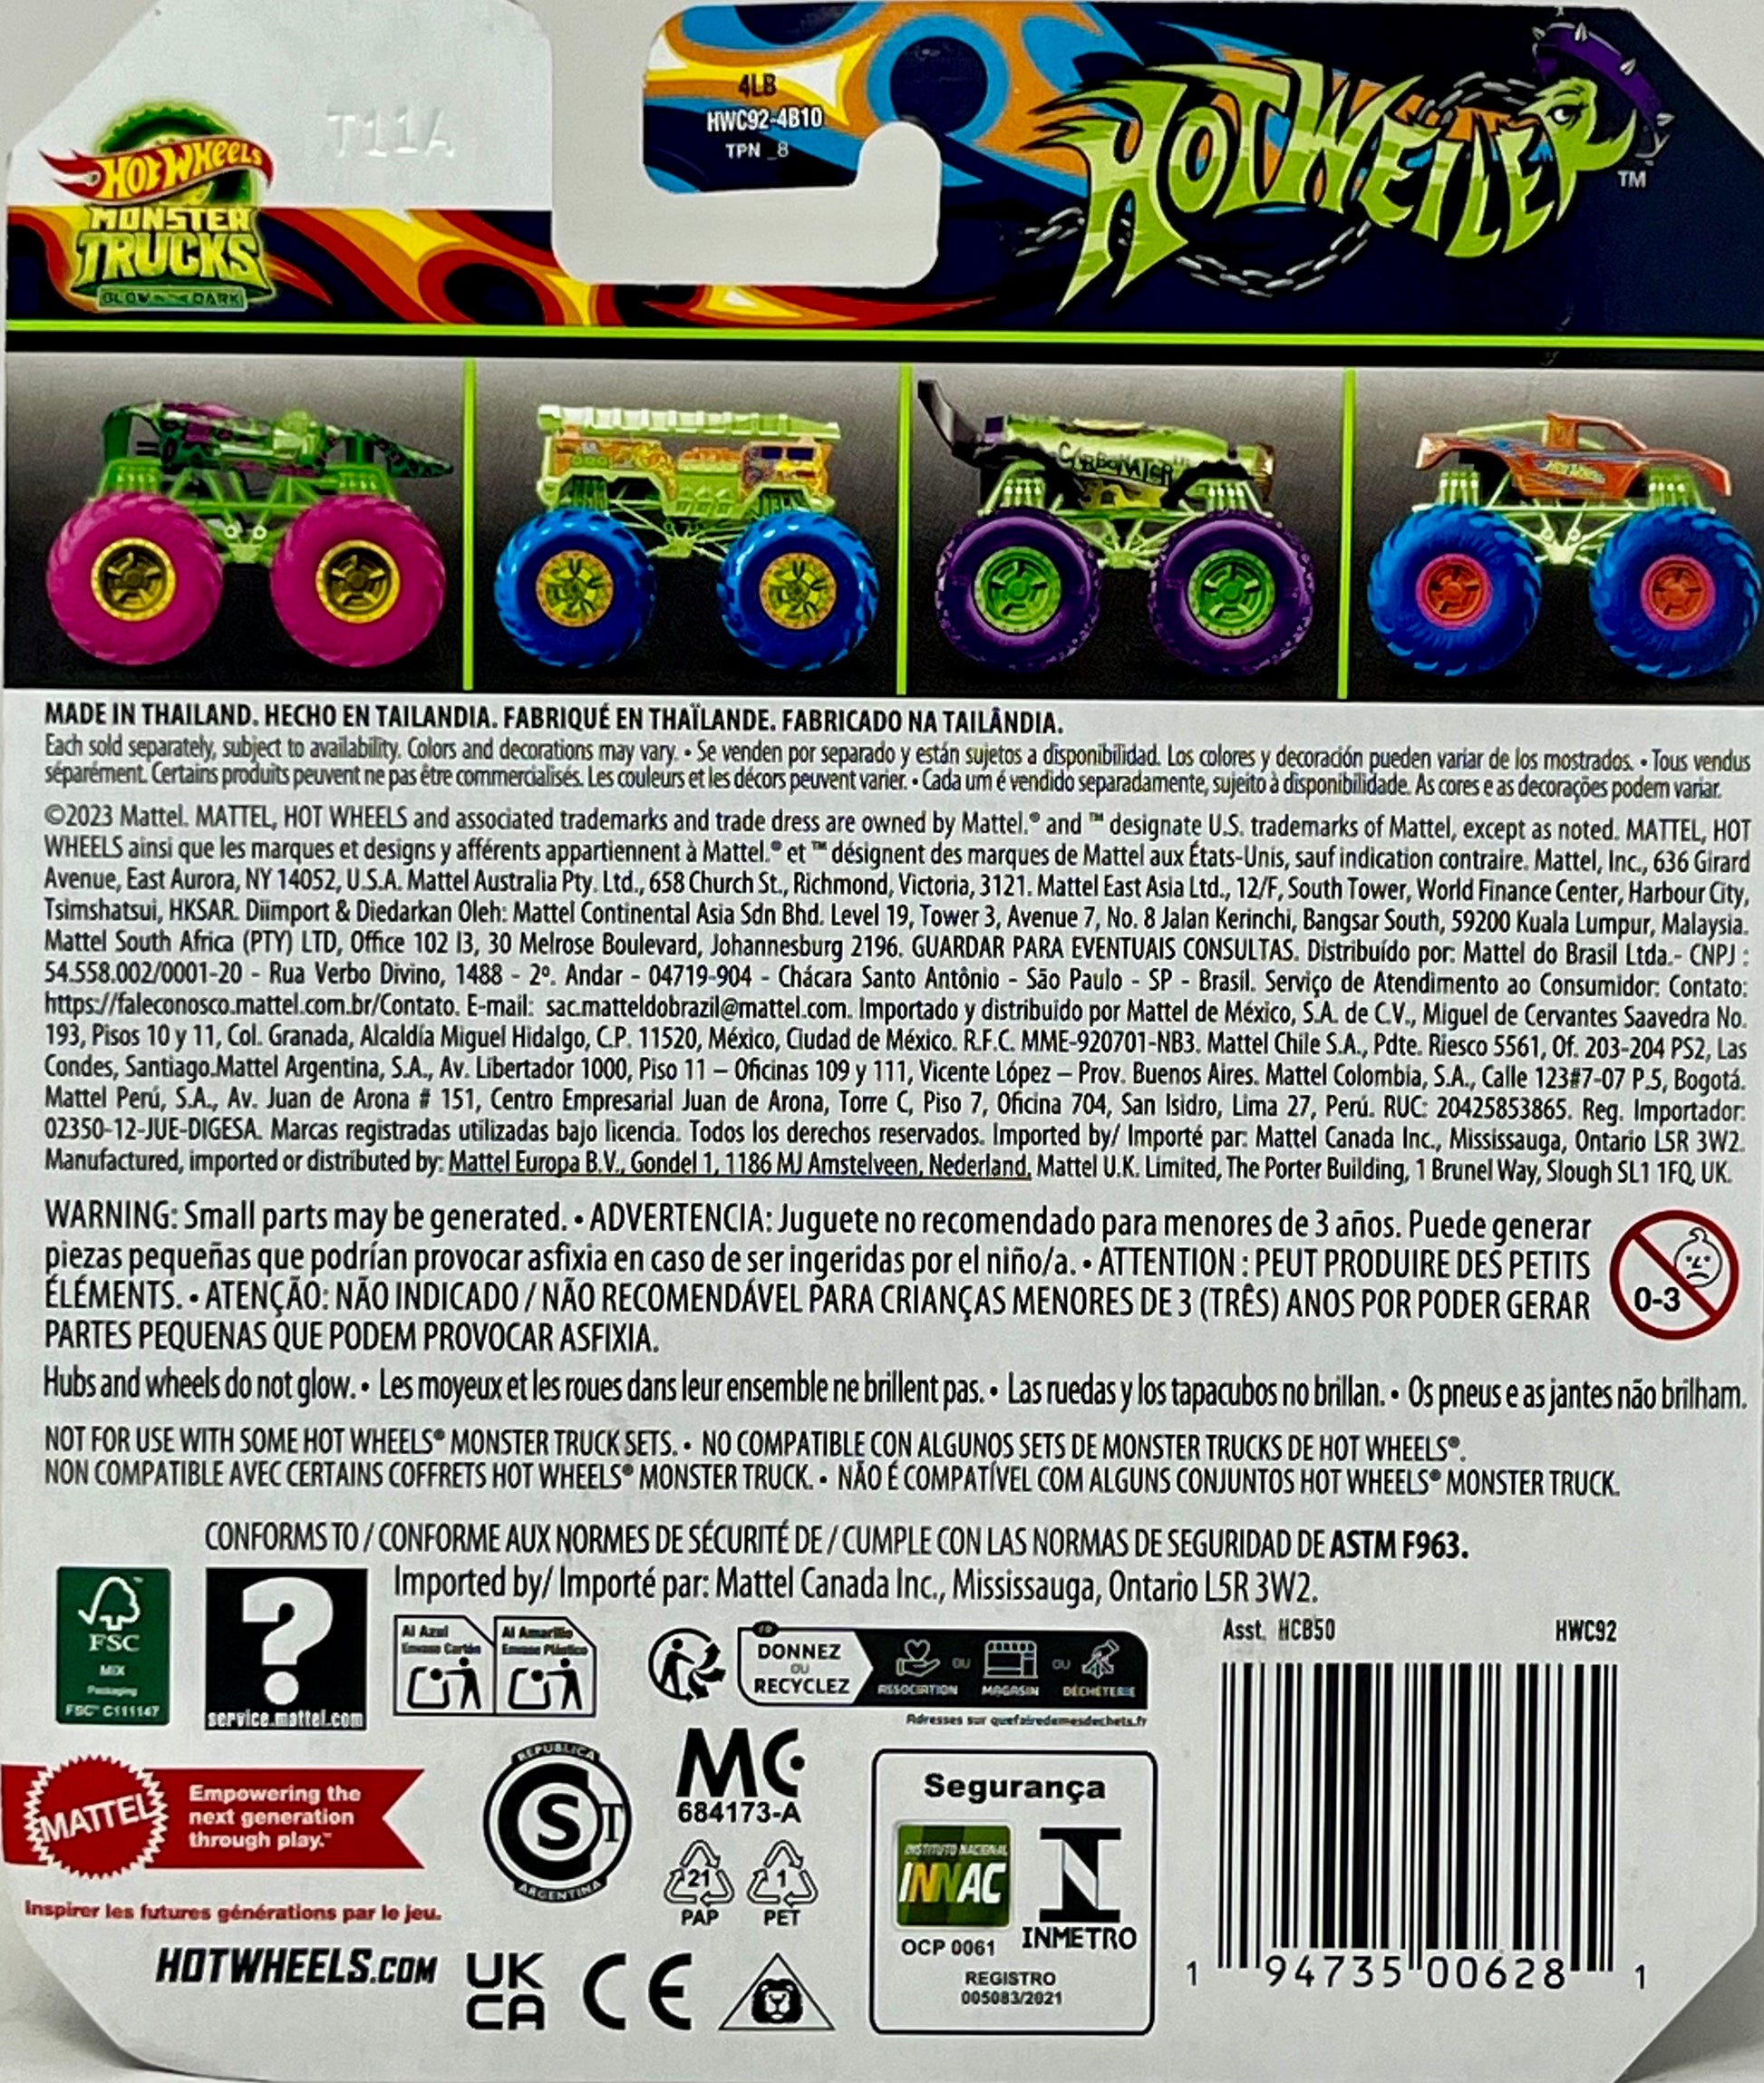 T11A
4LB
HWC92-4B10
TPN_8
HOT WHEELS
MONSTER
TRUCKS
GLOW IN THE DARK
HOTWEILER
TM
CARBONATOR
MADE IN THAILAND. HECHO EN TAILANDIA. FABRIQUÉ EN THAÏLANDE. FABRICADO NA TAILÂNDIA.
Each sold separately, subject to availability. Colors and decorations may vary. • Se venden por separado y están sujetos a disponibilidad. Los colores y decoración pueden variar de los mostrados. • Tous vendus
séparément. Certains produits peuvent ne pas être commercialisés. Les couleurs et les décors peuvent varier. • Cada um é vendido separadamente, sujeito à disponibilidade. As cores e as decorações podem variar.
©2023 Mattel. MATTEL, HOT WHEELS and associated trademarks and trade dress are owned by Mattel.® and ™ designate U.S. trademarks of Mattel, except as noted. MATTEL, HOT
WHEELS ainsi que les marques et designs y afférents appartiennent à Mattel.® et ™ désignent des marques de Mattel aux États-Unis, sauf indication contraire. Mattel, Inc., 636 Girard
Avenue, East Aurora, NY 14052, U.S.A. Mattel Australia Pty. Ltd., 658 Church St., Richmond, Victoria, 3121. Mattel East Asia Ltd., 12/F, South Tower, World Finance Center, Harbour City,
Tsimshatsui, HKSAR. Diimport & Diedarkan Oleh: Mattel Continental Asia Sdn Bhd. Level 19, Tower 3, Avenue 7, No. 8 Jalan Kerinchi, Bangsar South, 59200 Kuala Lumpur, Malaysia.
Mattel South Africa (PTY) LTD, Office 102 I3, 30 Melrose Boulevard, Johannesburg 2196. GUARDAR PARA EVENTUAIS CONSULTAS. Distribuído por: Mattel do Brasil Ltda.- CNPJ :
54.558.002/0001-20 - Rua Verbo Divino, 1488 - 2º. Andar - 04719-904 - Chácara Santo Antônio - São Paulo - SP - Brasil. Serviço de Atendimento ao Consumidor: Contato:
https://faleconosco.mattel.com.br/Contato. E-mail: sac.matteldobrazil@mattel.com. Importado y distribuido por Mattel de México, S.A. de C.V., Miguel de Cervantes Saavedra No.
193, Pisos 10 y 11, Col. Granada, Alcaldía Miguel Hidalgo, C.P. 11520, México, Ciudad de México. R.F.C. MME-920701-NB3. Mattel Chile S.A., Pdte. Riesco 5561, Of. 203-204 PS2, Las
Condes, Santiago.Mattel Argentina, S.A., Av. Libertador 1000, Piso 11 – Oficinas 109 y 111, Vicente López – Prov. Buenos Aires. Mattel Colombia, S.A., Calle 123#7-07 P.5, Bogotá.
Mattel Perú, S.A., Av. Juan de Arona # 151, Centro Empresarial Juan de Arona, Torre C, Piso 7, Oficina 704, San Isidro, Lima 27, Perú. RUC: 20425853865. Reg. Importador:
02350-12-JUE-DIGESA. Marcas registradas utilizadas bajo licencia. Todos los derechos reservados. Imported by/ Importé par: Mattel Canada Inc., Mississauga, Ontario L5R 3W2.
Manufactured, imported or distributed by: Mattel Europa B.V., Gondel 1, 1186 MJ Amstelveen, Nederland, Mattel U.K. Limited, The Porter Building, 1 Brunel Way, Slough SL1 1FQ, UK.
WARNING: Small parts may be generated. • ADVERTENCIA: Juguete no recomendado para menores de 3 años. Puede generar
piezas pequeñas que podrían provocar asfixia en caso de ser ingeridas por el niño/a. • ATTENTION : PEUT PRODUIRE DES PETITS
ÉLÉMENTS. • ATENÇÃO: NÃO INDICADO / NÃO RECOMENDÁVEL PARA CRIANÇAS MENORES DE 3 (TRÊS) ANOS POR PODER GERAR
PARTES PEQUENAS QUE PODEM PROVOCAR ASFIXIA.
0-3
Hubs and wheels do not glow. • Les moyeux et les roues dans leur ensemble ne brillent pas. • Las ruedas y los tapacubos no brillan. • Os pneus e as jantes não brilham.
NOT FOR USE WITH SOME HOT WHEELS® MONSTER TRUCK SETS. • NO COMPATIBLE CON ALGUNOS SETS DE MONSTER TRUCKS DE HOT WHEELS®.
NON COMPATIBLE AVEC CERTAINS COFFRETS HOT WHEELS® MONSTER TRUCK. • NÃO É COMPATÍVEL COM ALGUNS CONJUNTOS HOT WHEELS® MONSTER TRUCK.
CONFORMS TO / CONFORME AUX NORMES DE SÉCURITÉ DE / CUMPLE CON LAS NORMAS DE SEGURIDAD DE ASTM F963.
Imported by/ Importé par: Mattel Canada Inc., Mississauga, Ontario L5R 3W2.
FSC
MIX
Packaging
FSC™ C111147
?
service.mattel.com
Al Azul
Envase Cartón
Al Amarillo
Envase Plástico
DONNEZ
OU
RECYCLEZ
ASSOCIATION OU MAGASIN OU DÉCHÈTERIE
Adresses sur quefairedemesdechets.fr
Asst. HCB50
HWC92
MATTEL
Empowering the
next generation
through play.™
Inspirer les futures générations par le jeu.
HOTWHEELS.COM
REPUBLICA
S T
ARGENTINA
MC
684173-A
21
PAP
1
PET
UK
CA
CE
Segurança
INSTITUTO NACIONAL
INNAC
OCP 0061
INMETRO
REGISTRO
005083/2021
1 94735 00628 1